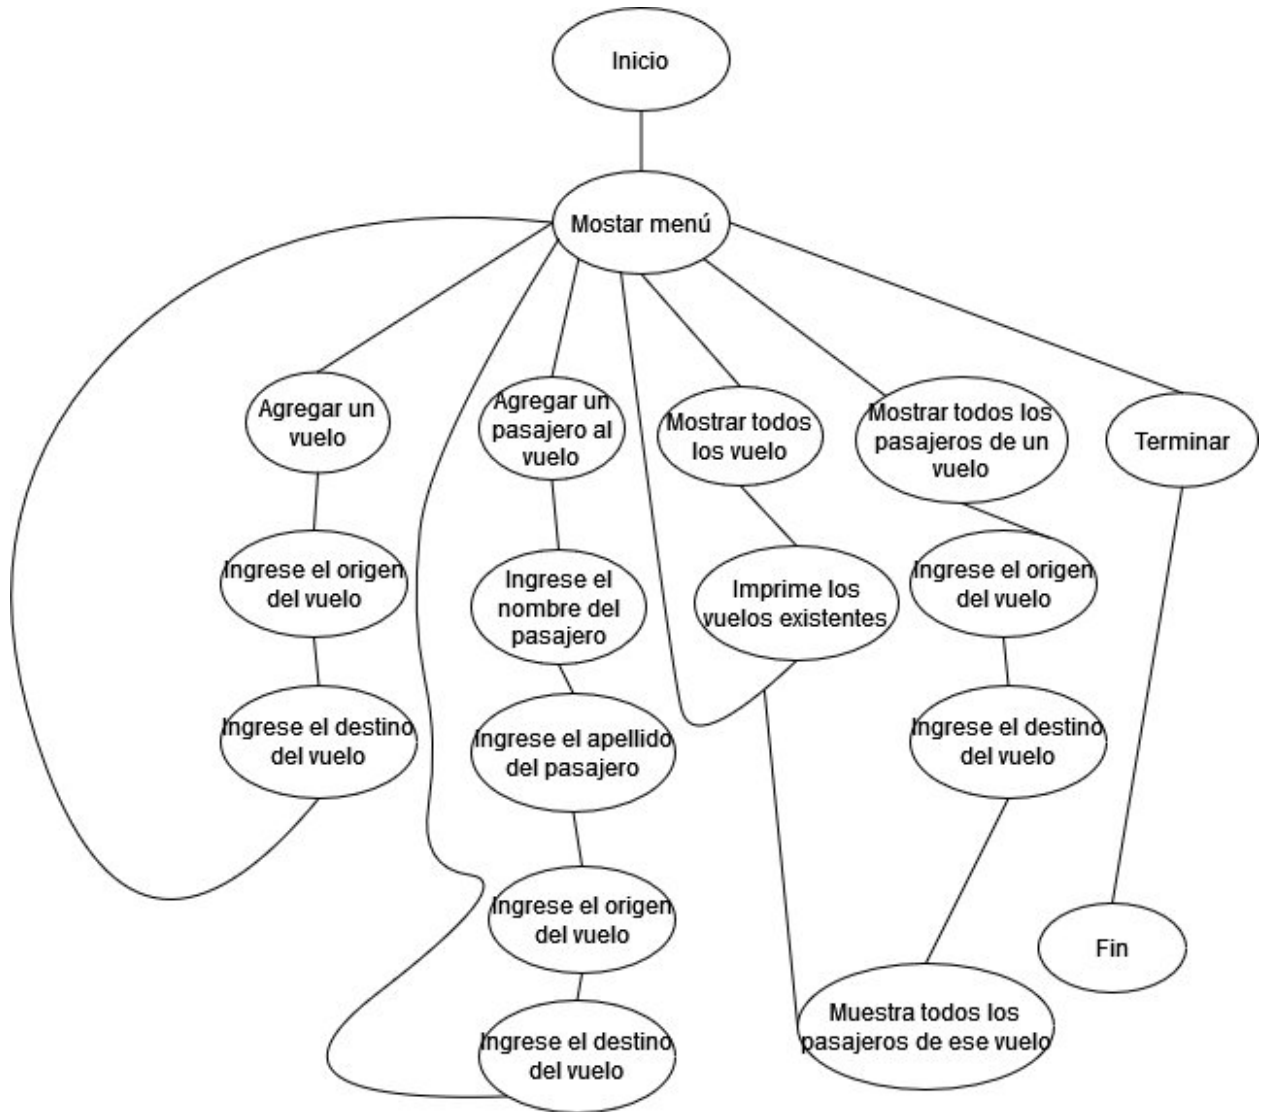 Inicio
Mostar menú
Agregar un
vuelo
Agregar un
pasajero al
vuelo
Mostrar todos
los vuelo
Mostrar todos los
pasajeros de un
vuelo
Terminar
Ingrese el origen
del vuelo
Ingrese el
nombre del
pasajero
Imprime los
vuelos existentes
Ingrese el origen
del vuelo
Ingrese el destino
del vuelo
Ingrese el apellido
del pasajero
Ingrese el destino
del vuelo
Ingrese el origen
del vuelo
Fin
Ingrese el destino
del vuelo
Muestra todos los
pasajeros de ese vuelo